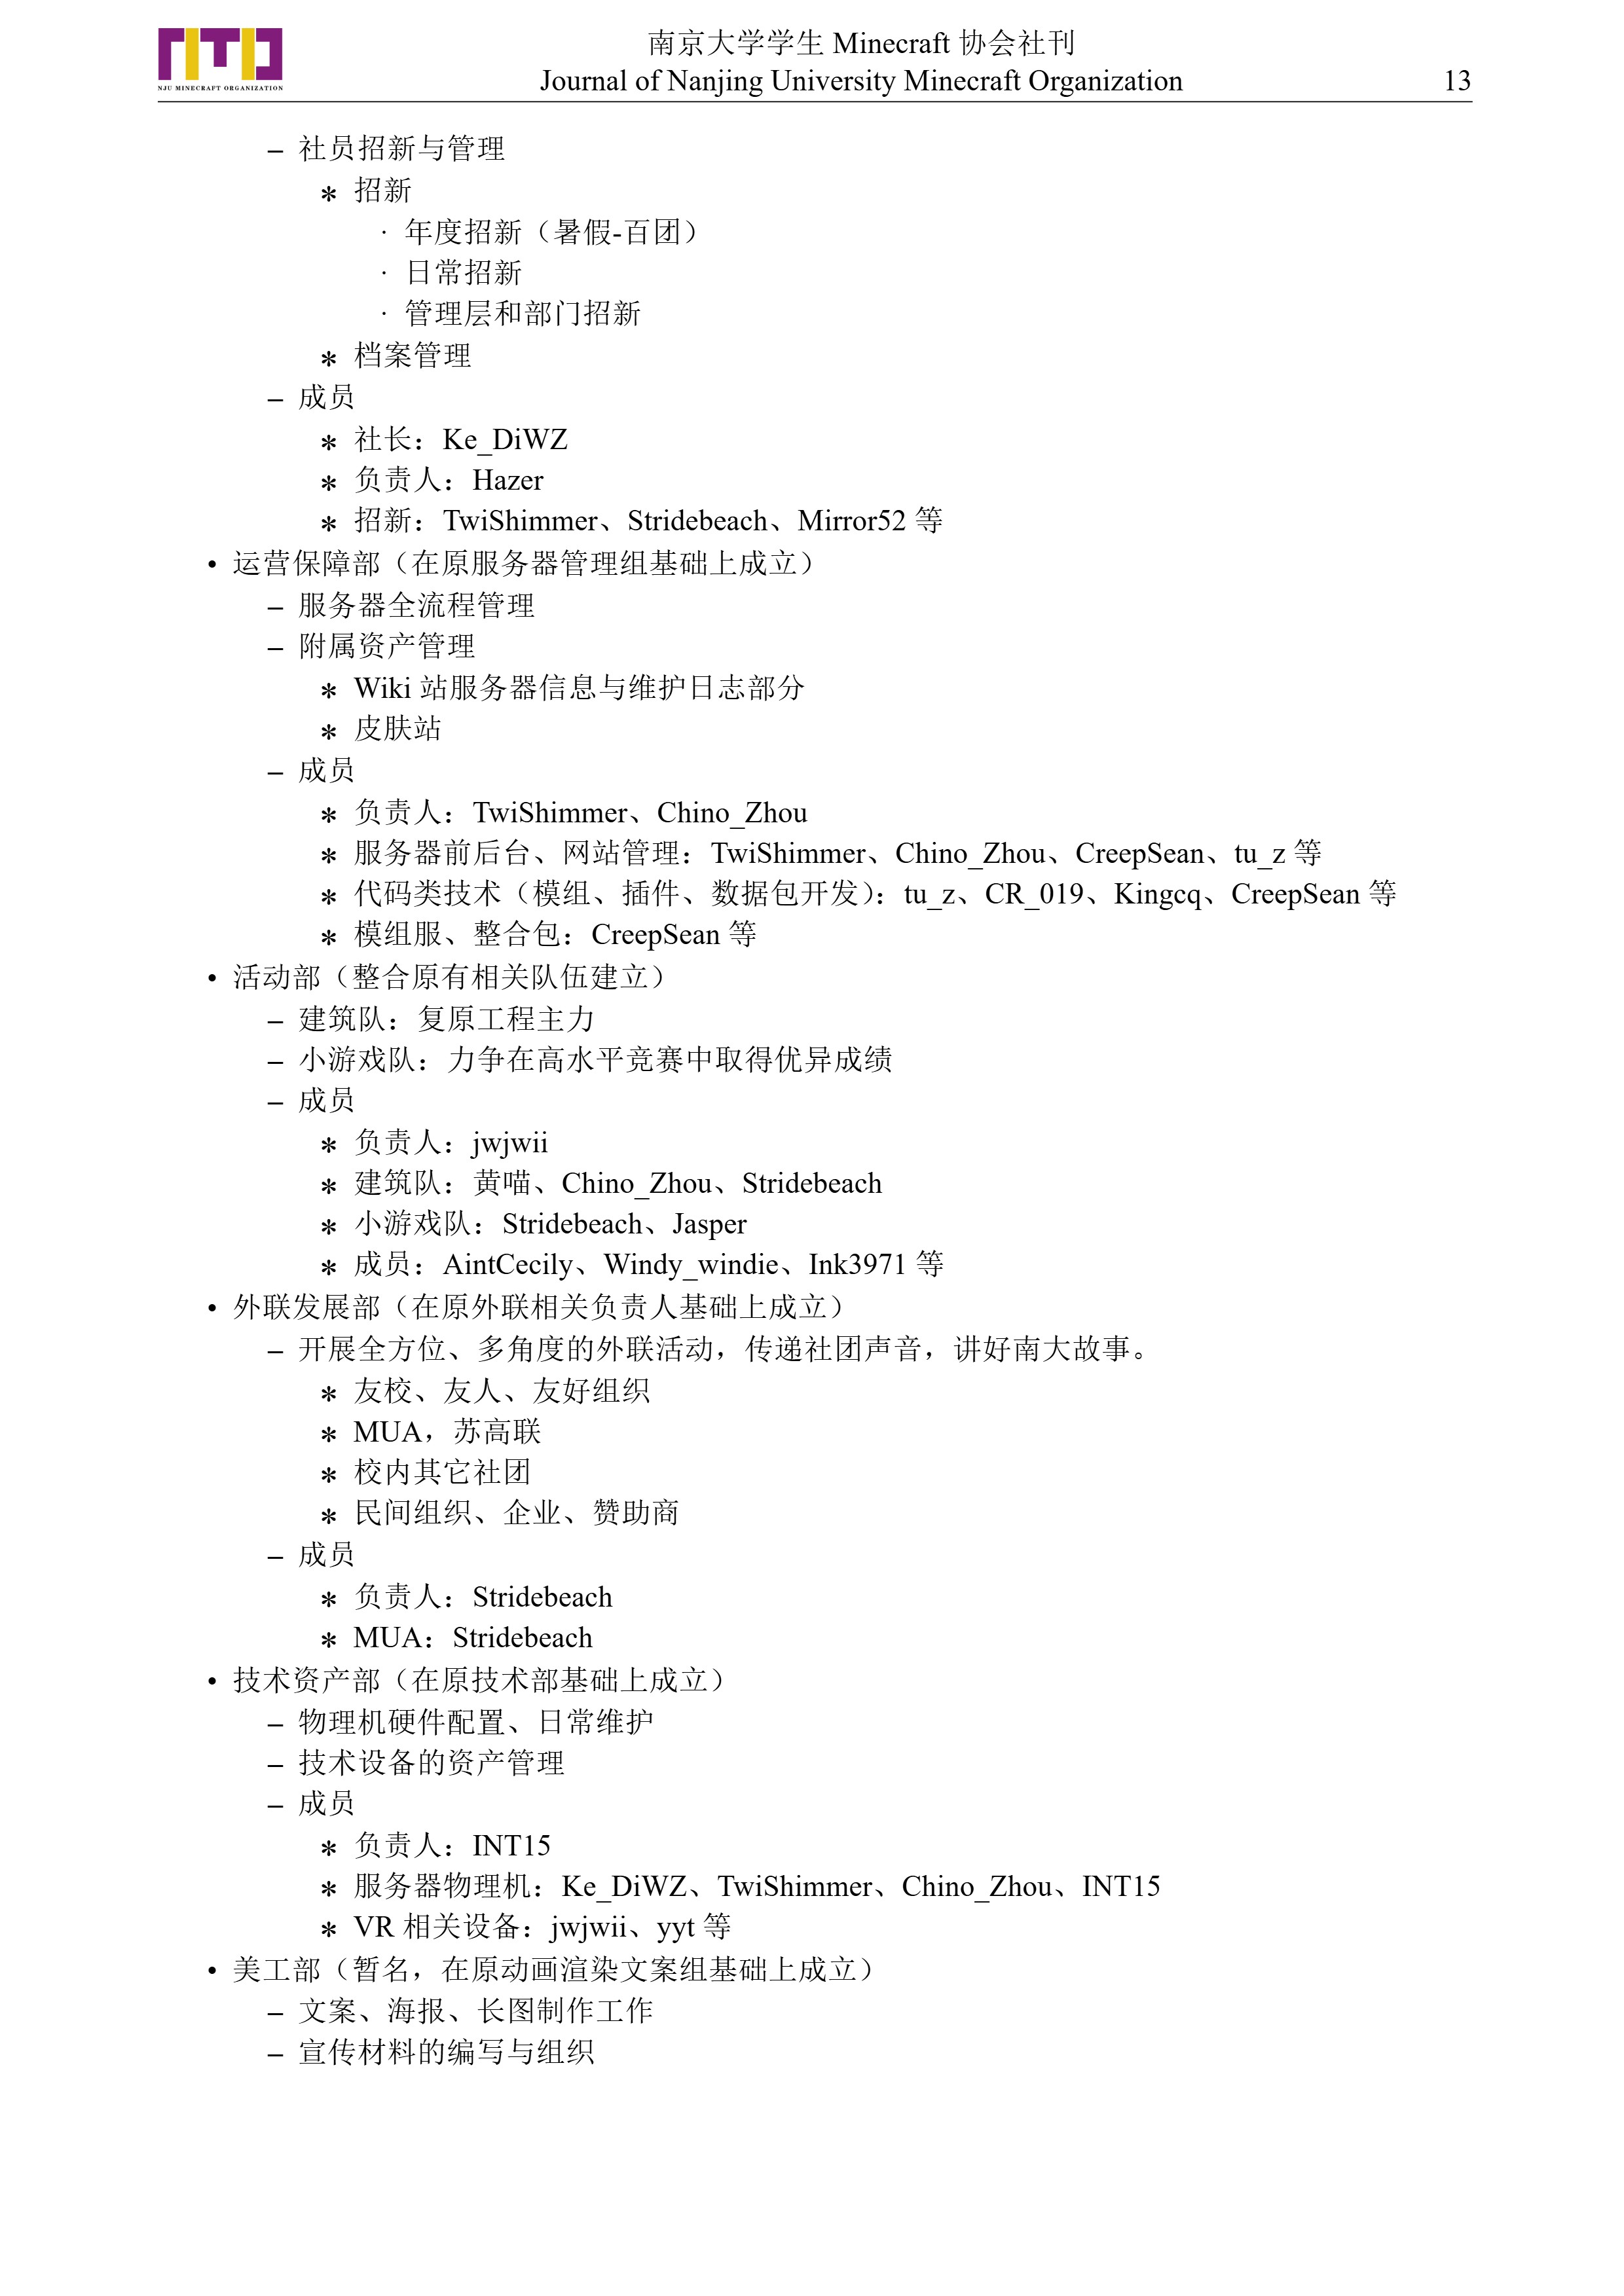 NJU MINECRAFT ORGANIZATION
南京大学学生 Minecraft 协会社刊
Journal of Nanjing University Minecraft Organization 13
– 社员招新与管理
∗ 招新
· 年度招新（暑假-百团）
· 日常招新
· 管理层和部门招新
∗ 档案管理
– 成员
∗ 社长：Ke_DiWZ
∗ 负责人：Hazer
∗ 招新：TwiShimmer、Stridebeach、Mirror52 等
• 运营保障部（在原服务器管理组基础上成立）
– 服务器全流程管理
– 附属资产管理
∗ Wiki 站服务器信息与维护日志部分
∗ 皮肤站
– 成员
∗ 负责人：TwiShimmer、Chino_Zhou
∗ 服务器前后台、网站管理：TwiShimmer、Chino_Zhou、CreepSean、tu_z 等
∗ 代码类技术（模组、插件、数据包开发）：tu_z、CR_019、Kingcq、CreepSean 等
∗ 模组服、整合包：CreepSean 等
• 活动部（整合原有相关队伍建立）
– 建筑队：复原工程主力
– 小游戏队：力争在高水平竞赛中取得优异成绩
– 成员
∗ 负责人：jwjwii
∗ 建筑队：黄喵、Chino_Zhou、Stridebeach
∗ 小游戏队：Stridebeach、Jasper
∗ 成员：AintCecily、Windy_windie、Ink3971 等
• 外联发展部（在原外联相关负责人基础上成立）
– 开展全方位、多角度的外联活动，传递社团声音，讲好南大故事。
∗ 友校、友人、友好组织
∗ MUA，苏高联
∗ 校内其它社团
∗ 民间组织、企业、赞助商
– 成员
∗ 负责人：Stridebeach
∗ MUA：Stridebeach
• 技术资产部（在原技术部基础上成立）
– 物理机硬件配置、日常维护
– 技术设备的资产管理
– 成员
∗ 负责人：INT15
∗ 服务器物理机：Ke_DiWZ、TwiShimmer、Chino_Zhou、INT15
∗ VR 相关设备：jwjwii、yyt 等
• 美工部（暂名，在原动画渲染文案组基础上成立）
– 文案、海报、长图制作工作
– 宣传材料的编写与组织